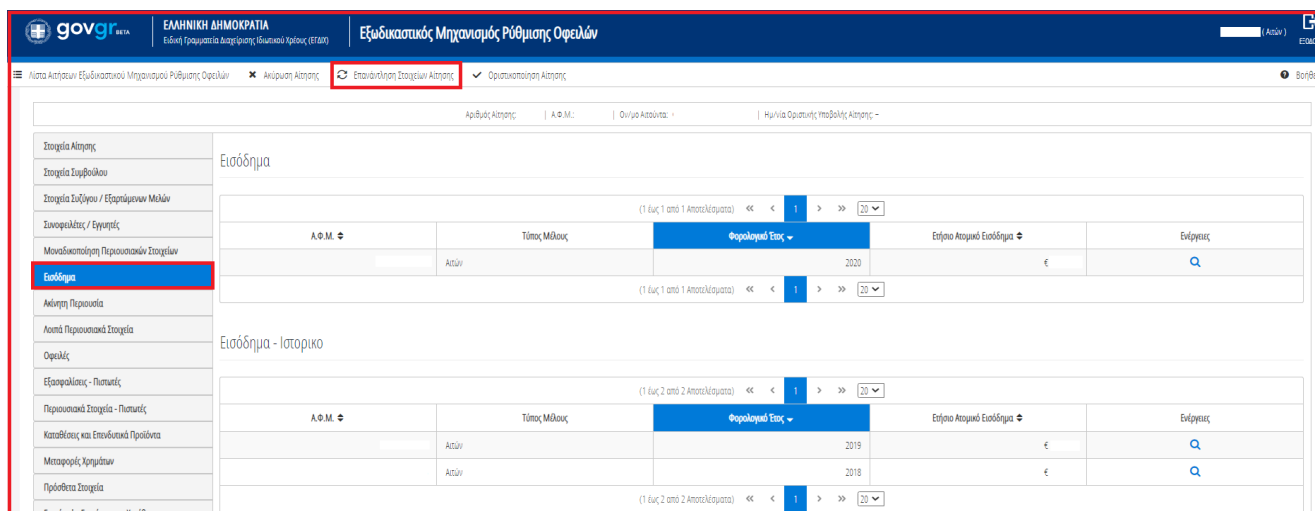 govgr BETA
ΕΛΛΗΝΙΚΗ ΔΗΜΟΚΡΑΤΙΑ
Ειδική Γραμματεία Διαχείρισης Ιδιωτικού Χρέους (ΕΓΔΙΧ)
Εξωδικαστικός Μηχανισμός Ρύθμισης Οφειλών
( Αιτών )
Λίστα Αιτήσεων Εξωδικαστικού Μηχανισμού Ρύθμισης Οφειλών Ακύρωση Αίτησης Επανάντληση Στοιχείων Αίτησης Οριστικοποίηση Αίτησης
Αριθμός Αίτησης: | Α.Φ.Μ.: | Ον/μο Αιτούντα: - | Ημ/νία Οριστικής Υποβολής Αίτησης: –
Στοιχεία Αίτησης
Στοιχεία Συμβούλου
Στοιχεία Συζύγου / Εξαρτώμενων Μελών
Συνοφειλέτες / Εγγυητές
Μοναδικοποίηση Περιουσιακών Στοιχείων
Εισόδημα
Ακίνητη Περιουσία
Λοιπά Περιουσιακά Στοιχεία
Οφειλές
Εξασφαλίσεις - Πιστωτές
Περιουσιακά Στοιχεία - Πιστωτές
Καταθέσεις και Επενδυτικά Προϊόντα
Μεταφορές Χρημάτων
Πρόσθετα Στοιχεία
Εισόδημα
(1 έως 1 από 1 Αποτελέσματα) 1 20
Α.Φ.Μ. Τύπος Μέλους Φορολογικό Έτος Ετήσιο Ατομικό Εισόδημα Ενέργειες
Αιτών 2020 €
(1 έως 1 από 1 Αποτελέσματα) 1 20
Εισόδημα - Ιστορικο
(1 έως 2 από 2 Αποτελέσματα) 1 20
Α.Φ.Μ. Τύπος Μέλους Φορολογικό Έτος Ετήσιο Ατομικό Εισόδημα Ενέργειες
Αιτών 2019 €
Αιτών 2018 €
(1 έως 2 από 2 Αποτελέσματα) 1 20